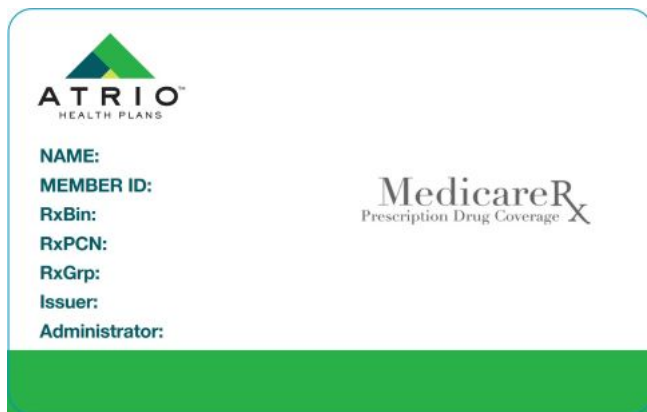 ATRIO™
HEALTH PLANS
NAME:
MEMBER ID:
RxBin:
RxPCN:
RxGrp:
Issuer:
Administrator:
MedicareRx
Prescription Drug Coverage